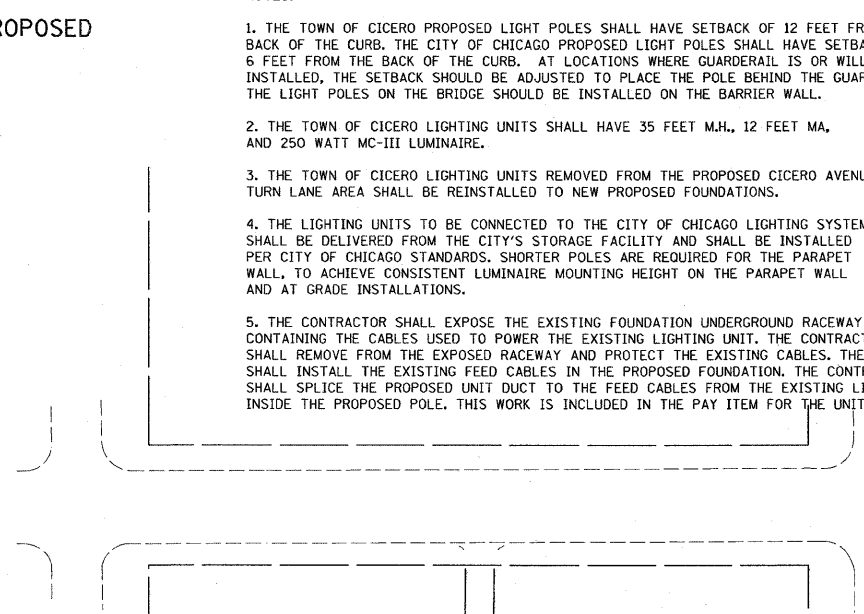 1. THE TOWN OF CICERO PROPOSED LIGHT POLES SHALL HAVE SETBACK OF 12 FEET
BACK OF THE CURB. THE CITY OF CHICAGO PROPOSED LIGHT POLES SHALL HAVE
6 FEET FROM THE BACK OF THE CURB. AT LOCATIONS WHERE GUARDERAIL IS OR WILL
INSTALLED, THE SETBACK SHOULD BE ADJUSTED TO PLACE THE POLE BEHIND THE
THE LIGHT POLES ON THE BRIDGE SHOULD BE INSTALLED ON THE BARRIER WALL.
2. THE TOWN OF CICERO LIGHTING UNITS SHALL HAVE 35 FEET M.H., 12 FEET MA,
AND 250 WATT MC-III LUMINAIRE.
3. THE TOWN OF CICERO LIGHTING UNITS REMOVED FROM THE PROPOSED CICERO
TURN LANE AREA SHALL BE REINSTALLED TO NEW PROPOSED FOUNDATIONS.
4. THE LIGHTING UNITS TO BE CONNECTED TO THE CITY OF CHICAGO LIGHTING SYSTEM
SHALL BE DELIVERED FROM THE CITY'S STORAGE FACILITY AND SHALL BE INSTALLED
PER CITY OF CHICAGO STANDARDS. SHORTER POLES ARE REQUIRED FOR THE PARAPET
WALL, TO ACHIEVE CONSISTENT LUMINAIRE MOUNTING HEIGHT ON THE PARAPET WALL
AND AT GRADE INSTALLATIONS.
5. THE CONTRACTOR SHALL EXPOSE THE EXISTING FOUNDATION UNDERGROUND RACEWAY
CONTAINING THE CABLES USED TO POWER THE EXISTING LIGHTING UNIT. THE
SHALL REMOVE FROM THE EXPOSED RACEWAY AND PROTECT THE EXISTING CABLES. THE
SHALL INSTALL THE EXISTING FEED CABLES IN THE PROPOSED FOUNDATION. THE
SHALL SPLICE THE PROPOSED UNIT DUCT TO THE FEED CABLES FROM THE EXISTING
INSIDE THE PROPOSED POLE. THIS WORK IS INCLUDED IN THE PAY ITEM FOR THE UNIT